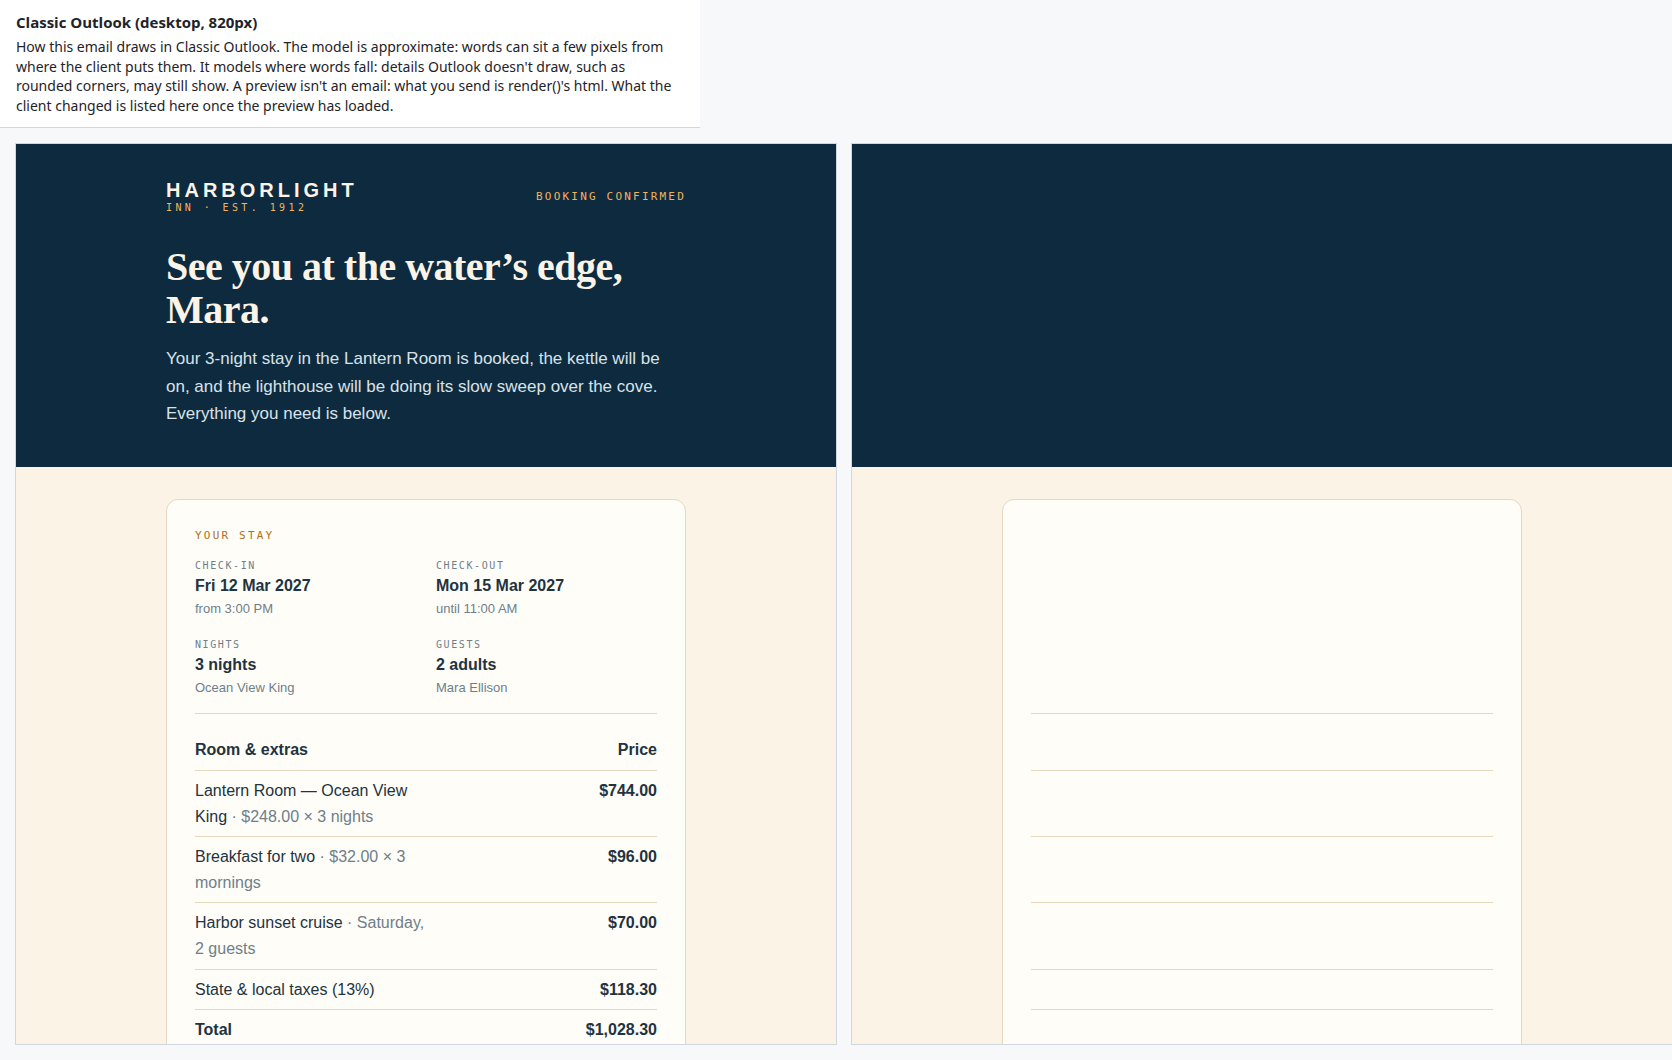 Classic Outlook (desktop, 820px)
How this email draws in Classic Outlook. The model is approximate: words can sit a few pixels from
where the client puts them. It models where words fall: details Outlook doesn't draw, such as
rounded corners, may still show. A preview isn't an email: what you send is render()'s html. What the
client changed is listed here once the preview has loaded.
HARBORLIGHT
INN · EST. 1912
BOOKING CONFIRMED
See you at the water’s edge,
Mara.
Your 3-night stay in the Lantern Room is booked, the kettle will be
on, and the lighthouse will be doing its slow sweep over the cove.
Everything you need is below.
YOUR STAY
CHECK-IN CHECK-OUT
Fri 12 Mar 2027 Mon 15 Mar 2027
from 3:00 PM until 11:00 AM
NIGHTS GUESTS
3 nights 2 adults
Ocean View King Mara Ellison
Room & extras Price
Lantern Room — Ocean View $744.00
King · $248.00 × 3 nights
Breakfast for two · $32.00 × 3 $96.00
mornings
Harbor sunset cruise · Saturday, $70.00
2 guests
State & local taxes (13%) $118.30
Total $1,028.30